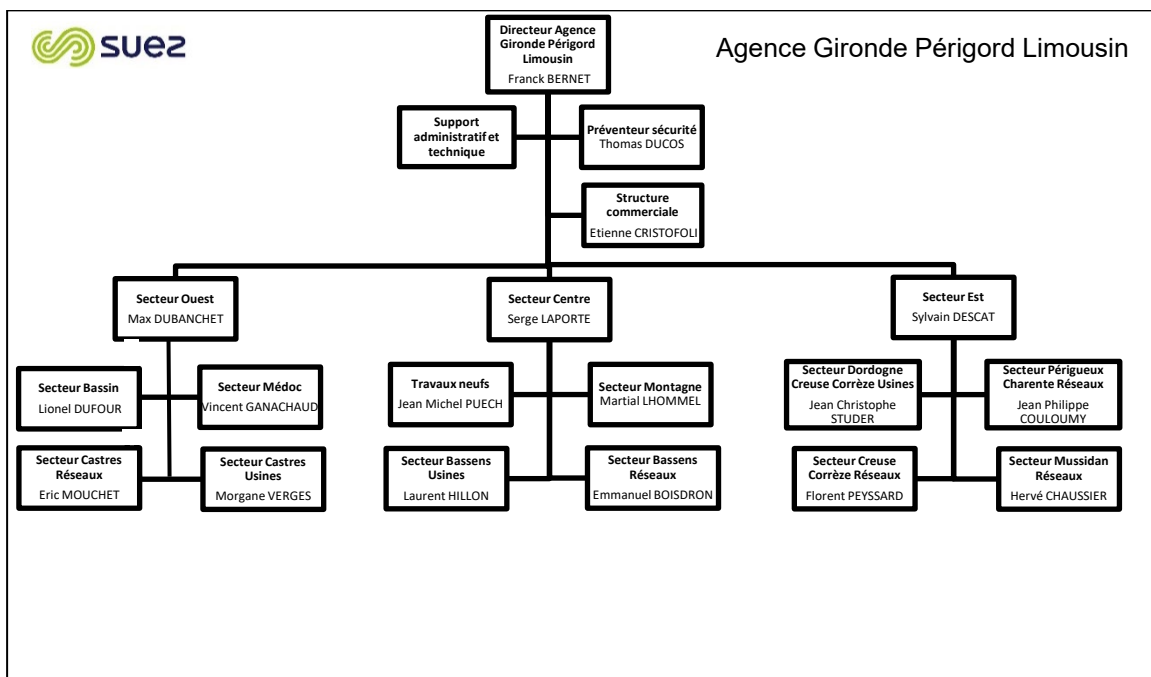 suez
Agence Gironde Périgord Limousin
Directeur Agence
Gironde Périgord
Limousin
Franck BERNET
Support
administratif et
technique
Préventeur sécurité
Thomas DUCOS
Structure
commerciale
Etienne CRISTOFOLI
Secteur Ouest
Max DUBANCHET
Secteur Centre
Serge LAPORTE
Secteur Est
Sylvain DESCAT
Secteur Bassin
Lionel DUFOUR
Secteur Médoc
Vincent GANACHAUD
Secteur Castres
Réseaux
Eric MOUCHET
Secteur Castres
Usines
Morgane VERGES
Travaux neufs
Jean Michel PUECH
Secteur Montagne
Martial LHOMMEL
Secteur Bassens
Usines
Laurent HILLON
Secteur Bassens
Réseaux
Emmanuel BOISDRON
Secteur Dordogne
Creuse Corrèze Usines
Jean Christophe
STUDER
Secteur Périgueux
Charente Réseaux
Jean Philippe
COULOUMY
Secteur Creuse
Corrèze Réseaux
Florent PEYSSARD
Secteur Mussidan
Réseaux
Hervé CHAUSSIER